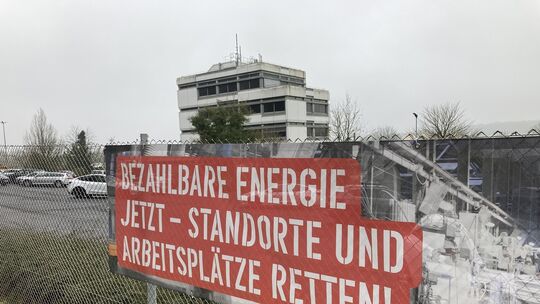 BEZAHLBARE ENERGIE
JETZT – STANDORTE UND
ARBEITSPLÄTZE RETTEN!